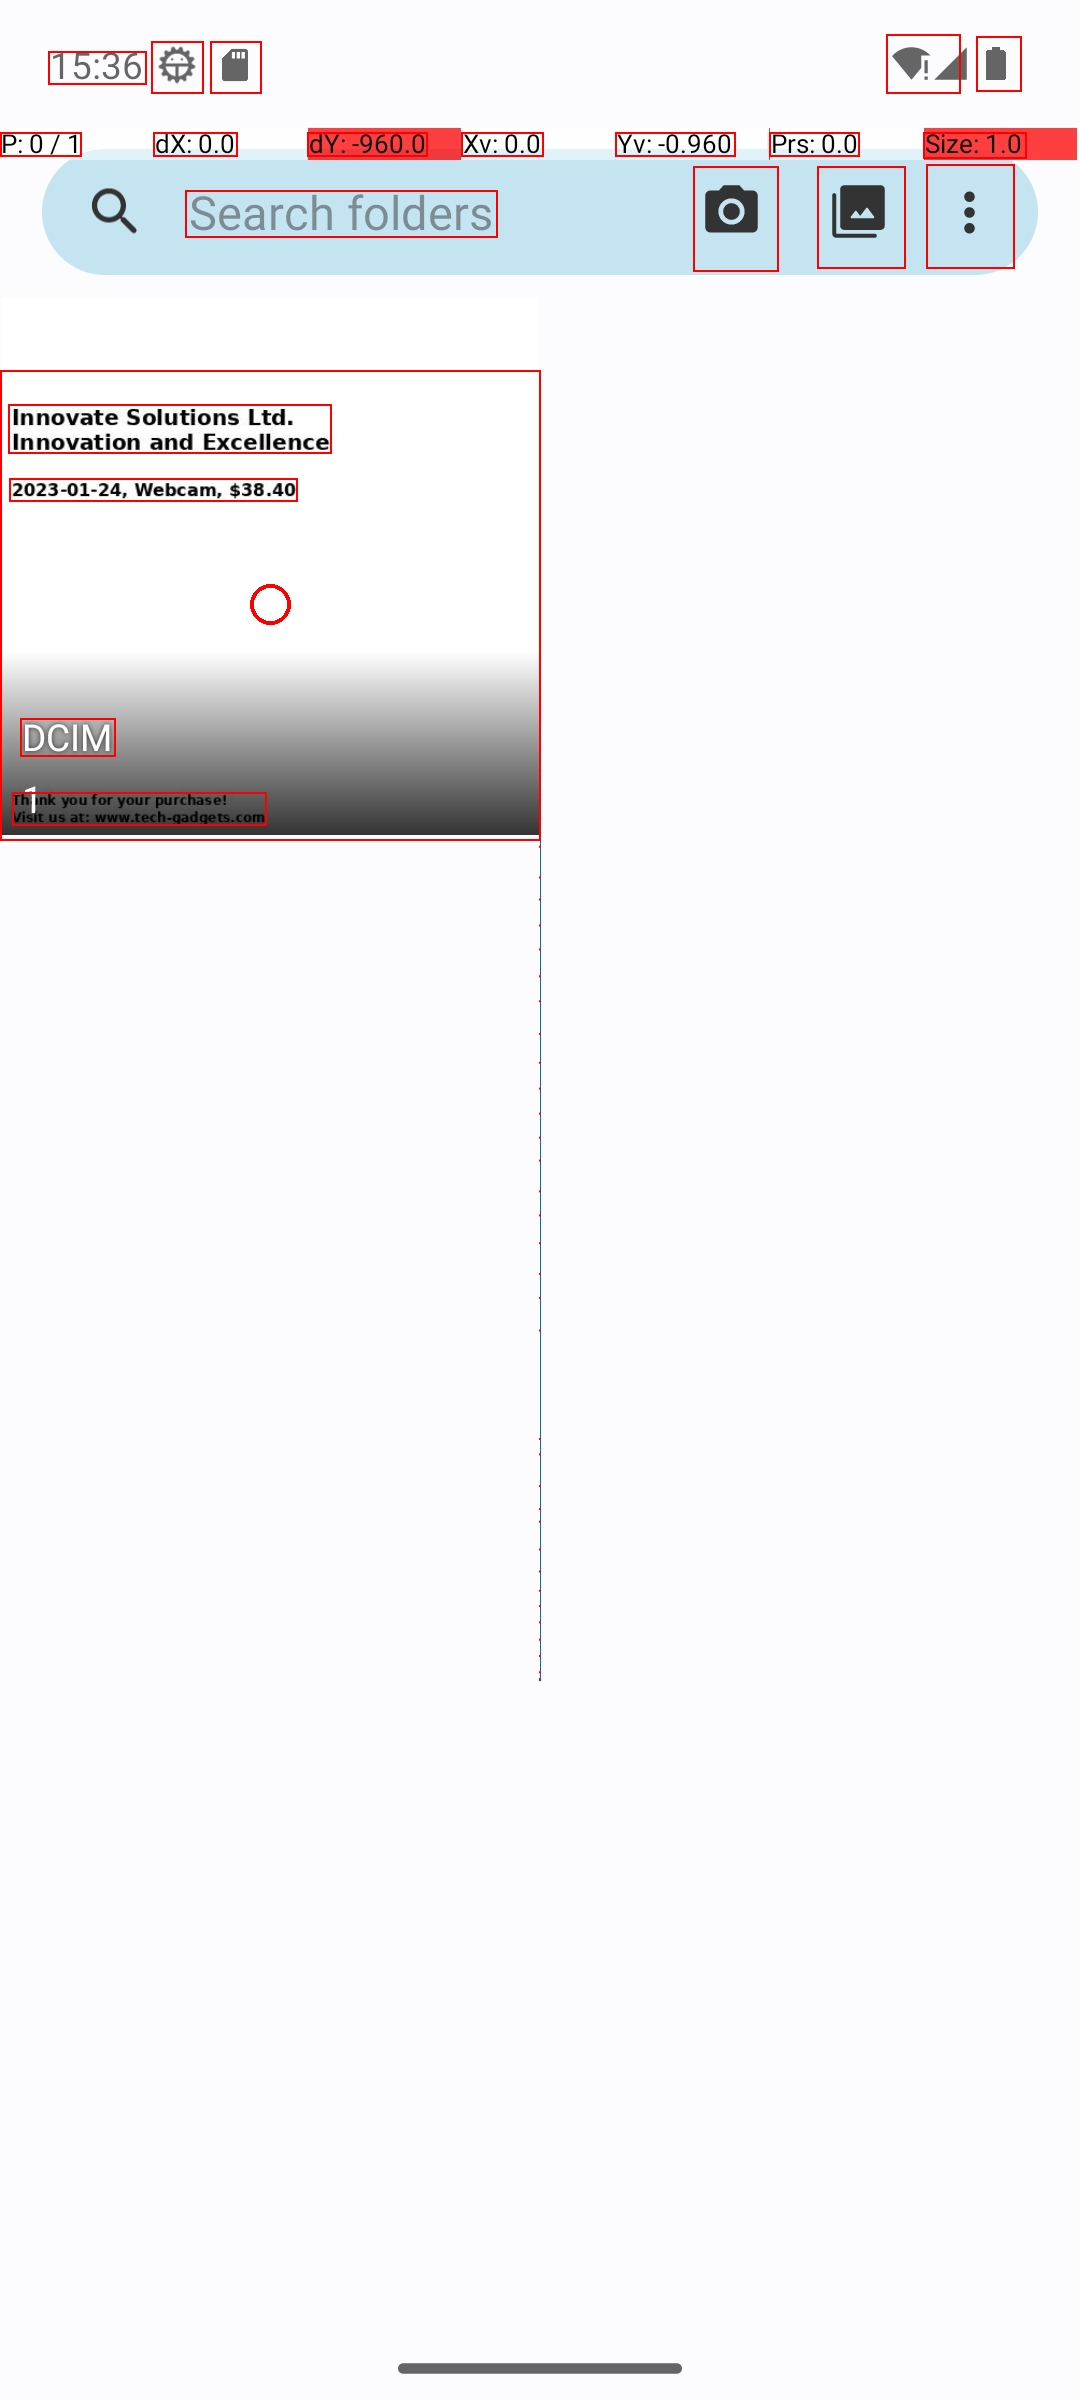 15:36
P: 0 / 1 dX: 0.0 dY: -960.0 Xv: 0.0 Yv: -0.960 Prs: 0.0 Size: 1.0
Search folders
Innovate Solutions Ltd.
Innovation and Excellence
2023-01-24, Webcam, $38.40
DCIM
1
Thank you for your purchase!
Visit us at: www.tech-gadgets.com